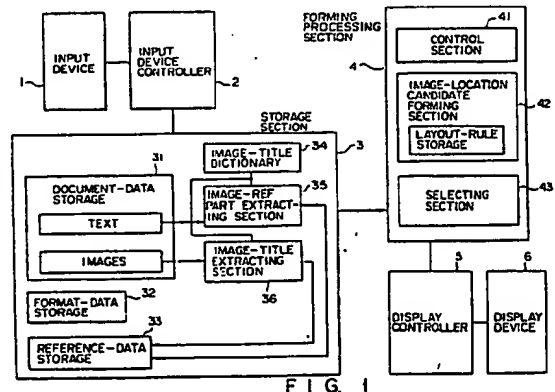 INPUT
DEVICE
1
INPUT
DEVICE
CONTROLLER
2
FORMING
PROCESSING
SECTION
4
41
CONTROL
SECTION
IMAGE-LOCATION
CANDIDATE
FORMING
SECTION
42
LAYOUT-RULE
STORAGE
SELECTING
SECTION
43
STORAGE
SECTION
3
31
DOCUMENT-DATA
STORAGE
TEXT
IMAGES
IMAGE-TITLE
DICTIONARY
34
IMAGE-REF
PART EXTRACT-
ING SECTION
35
IMAGE-TITLE
EXTRACTING
SECTION
36
FORMAT-DATA
STORAGE
32
33
REFERENCE-DATA
STORAGE
5
DISPLAY
CONTROLLER
6
DISPLAY
DEVICE
FIG. 1